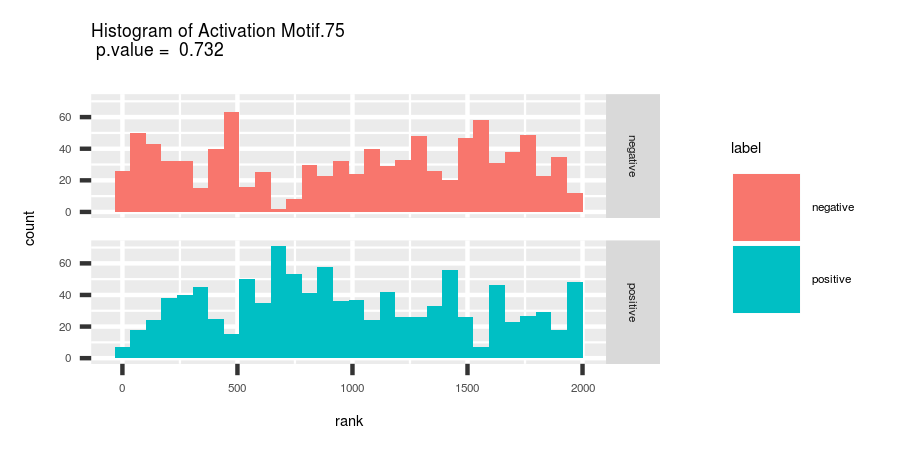 Histogram of Activation Motif.75
p.value = 0.732
count
60
40
20
0
negative
60
40
20
0
positive
0 500 1000 1500 2000
rank
label
negative
positive